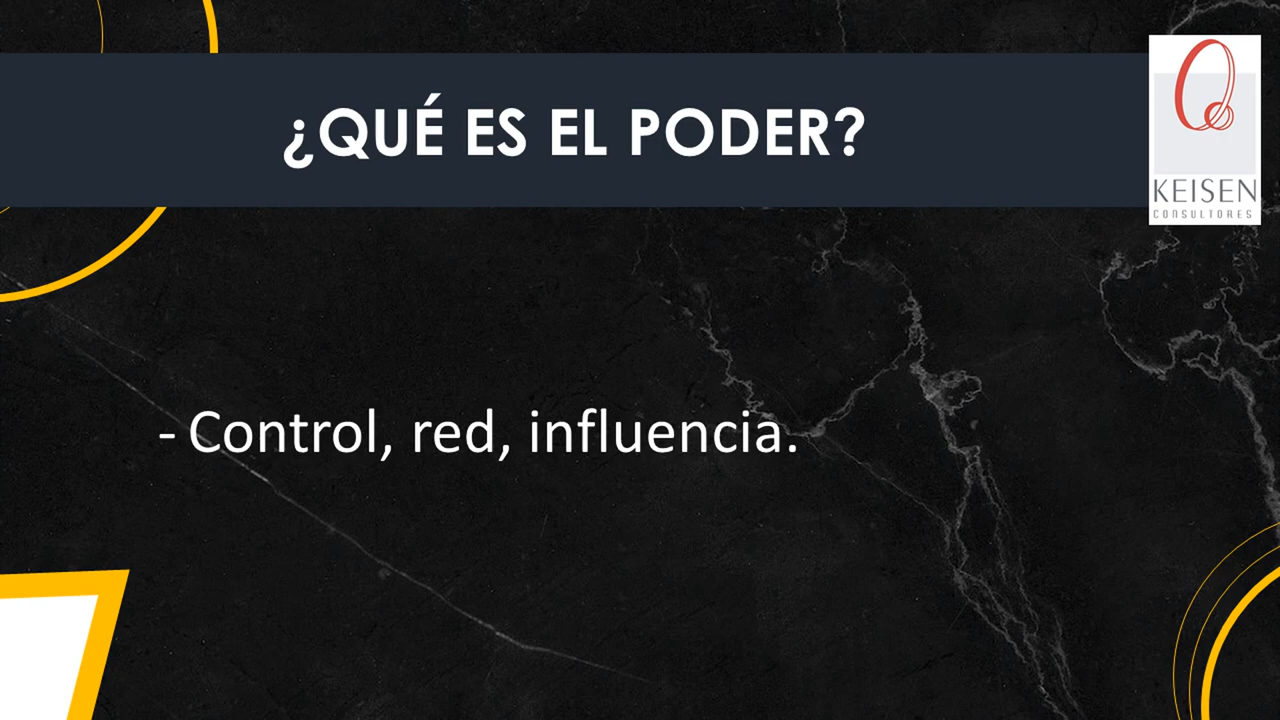 ¿QUÉ ES EL PODER?
KEISEN
CONSULTORES
- Control, red, influencia.